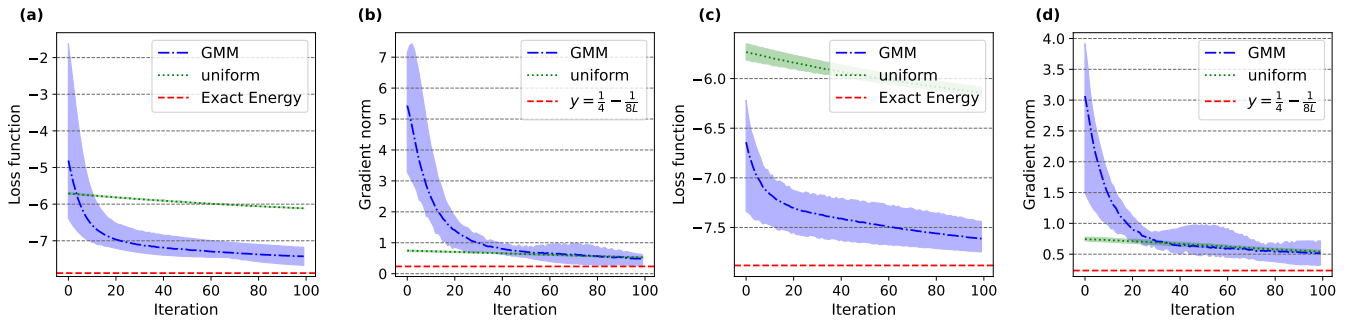 (a)
Loss function
−2
−3
−4
−5
−6
−7
0 20 40 60 80 100
Iteration
GMM
uniform
Exact Energy
(b)
Gradient norm
7
6
5
4
3
2
1
0
0 20 40 60 80 100
Iteration
GMM
uniform
y = 1/4 − 1/8L
(c)
Loss function
−6.0
−6.5
−7.0
−7.5
0 20 40 60 80 100
Iteration
GMM
uniform
Exact Energy
(d)
Gradient norm
4.0
3.5
3.0
2.5
2.0
1.5
1.0
0.5
0 20 40 60 80 100
Iteration
GMM
uniform
y = 1/4 − 1/8L